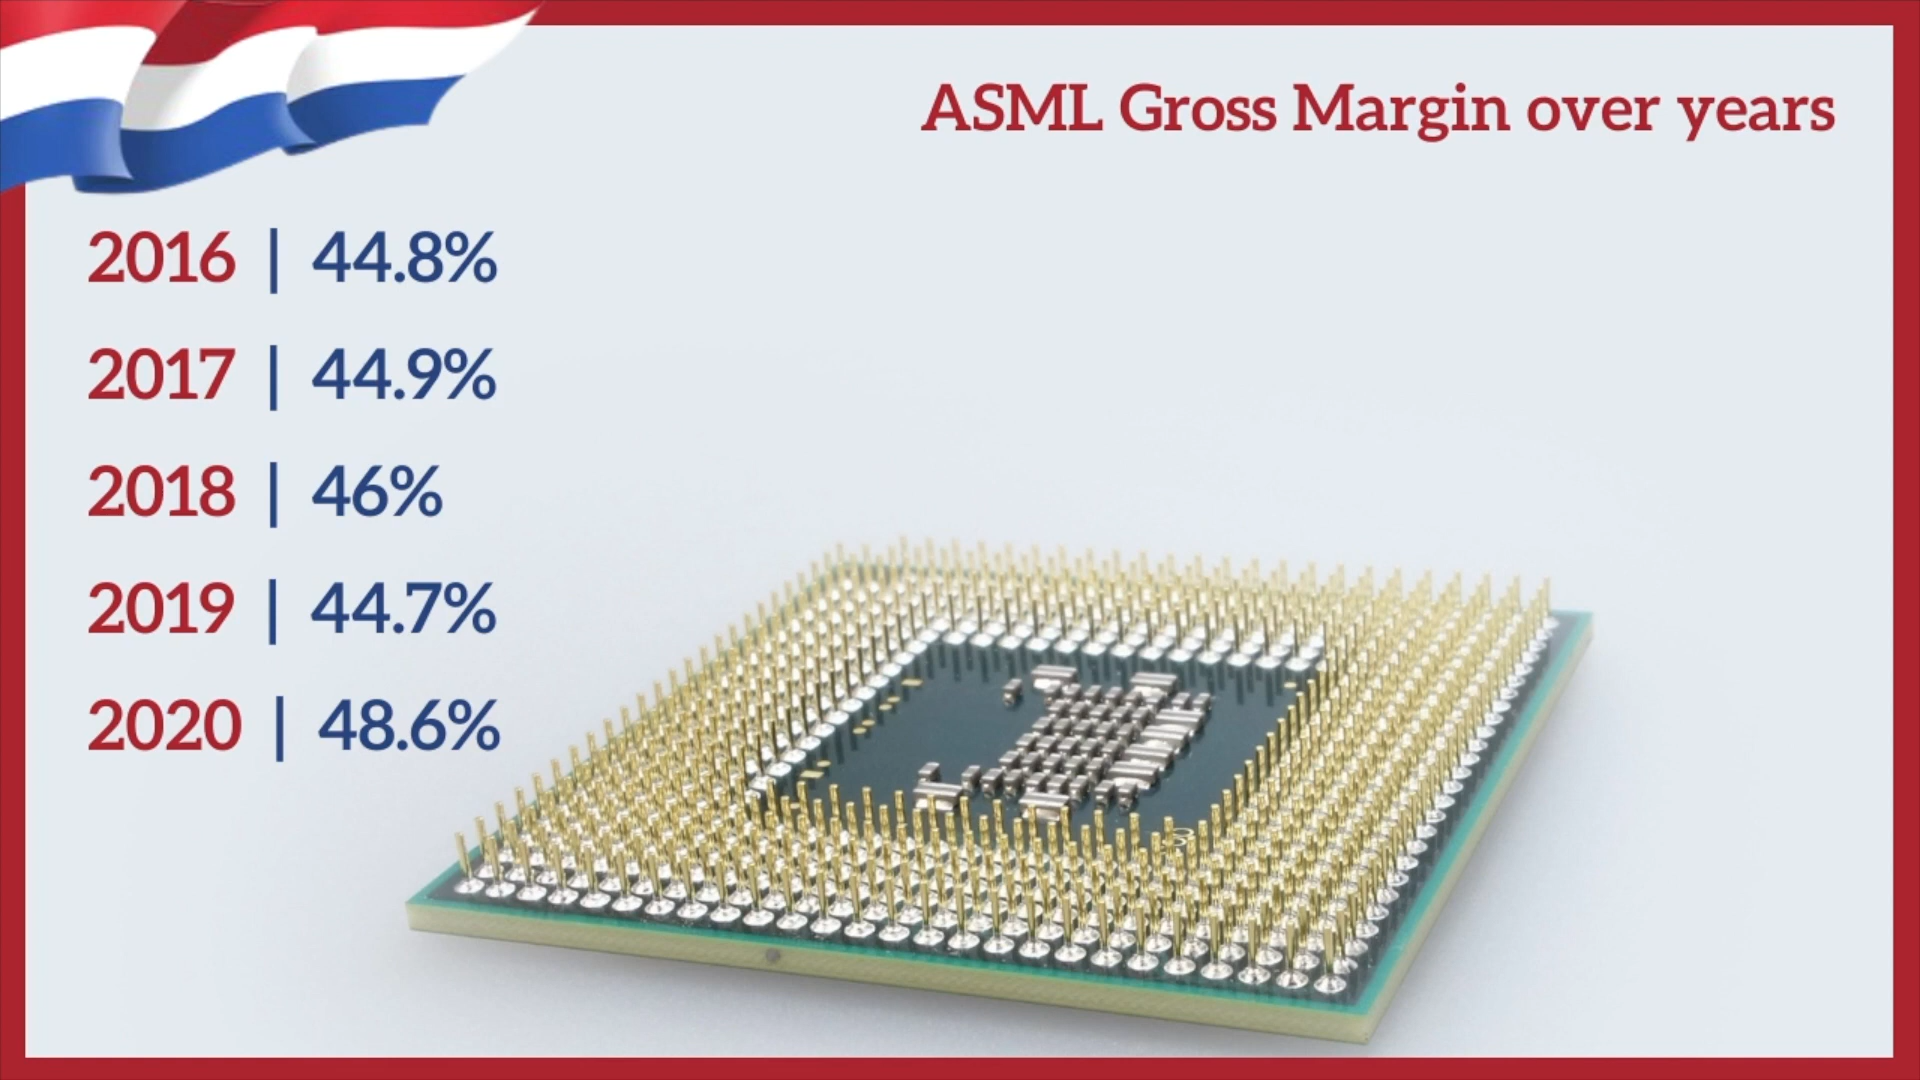 ASML Gross Margin over years
2016 | 44.8%
2017 | 44.9%
2018 | 46%
2019 | 44.7%
2020 | 48.6%